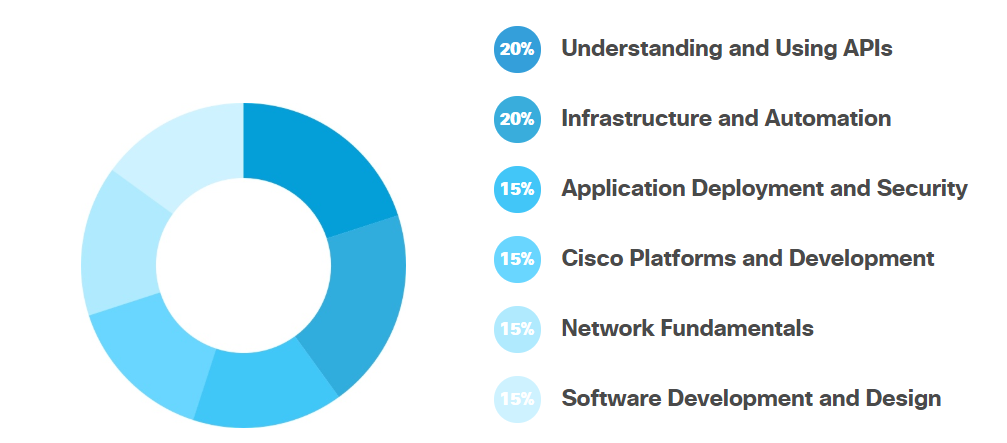 20% Understanding and Using APIs
20% Infrastructure and Automation
15% Application Deployment and Security
15% Cisco Platforms and Development
15% Network Fundamentals
15% Software Development and Design